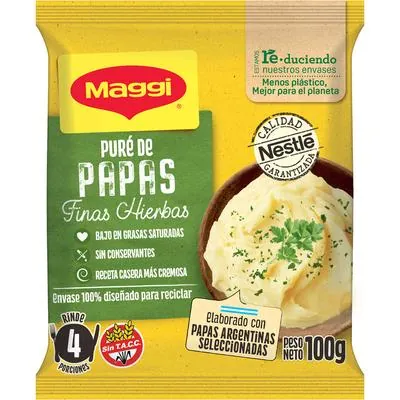 ESTAMOS
re·duciendo
nuestros envases
Menos plástico,
Mejor para el planeta
Maggi
®
PURÉ DE
PAPAS
Finas Hierbas
BAJO EN GRASAS SATURADAS
SIN CONSERVANTES
RECETA CASERA MÁS CREMOSA
Envase 100% diseñado para reciclar
CALIDAD
Nestlé
GARANTIZADA
RINDE
4
PORCIONES
Sin T.A.C.C.
elaborado con
PAPAS ARGENTINAS
SELECCIONADAS
PESO
NETO 100g